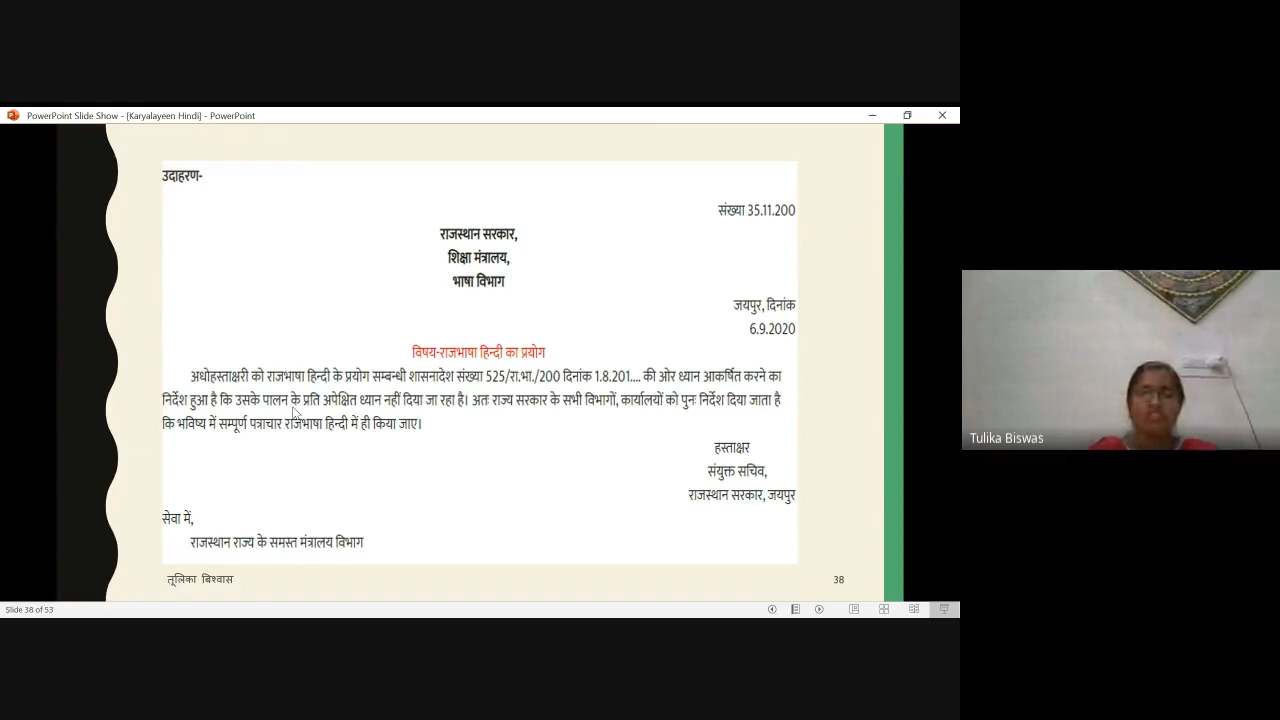 PowerPoint Slide Show - [Karyalayeen Hindi] - PowerPoint
उदाहरण-
संख्या 35.11.200
राजस्थान सरकार,
शिक्षा मंत्रालय,
भाषा विभाग
जयपुर, दिनांक
6.9.2020
विषय-राजभाषा हिन्दी का प्रयोग
अधोहस्ताक्षरी को राजभाषा हिन्दी के प्रयोग सम्बन्धी शासनादेश संख्या 525/रा.भा./200 दिनांक 1.8.201.... की ओर ध्यान आकर्षित करने का
निर्देश हुआ है कि उसके पालन के प्रति अपेक्षित ध्यान नहीं दिया जा रहा है। अतः राज्य सरकार के सभी विभागों, कार्यालयों को पुनः निर्देश दिया जाता है
कि भविष्य में सम्पूर्ण पत्राचार राजभाषा हिन्दी में ही किया जाए।
हस्ताक्षर
संयुक्त सचिव,
राजस्थान सरकार, जयपुर
सेवा में,
राजस्थान राज्य के समस्त मंत्रालय विभाग
तूलिका बिश्वास
38
Slide 38 of 53
Tulika Biswas